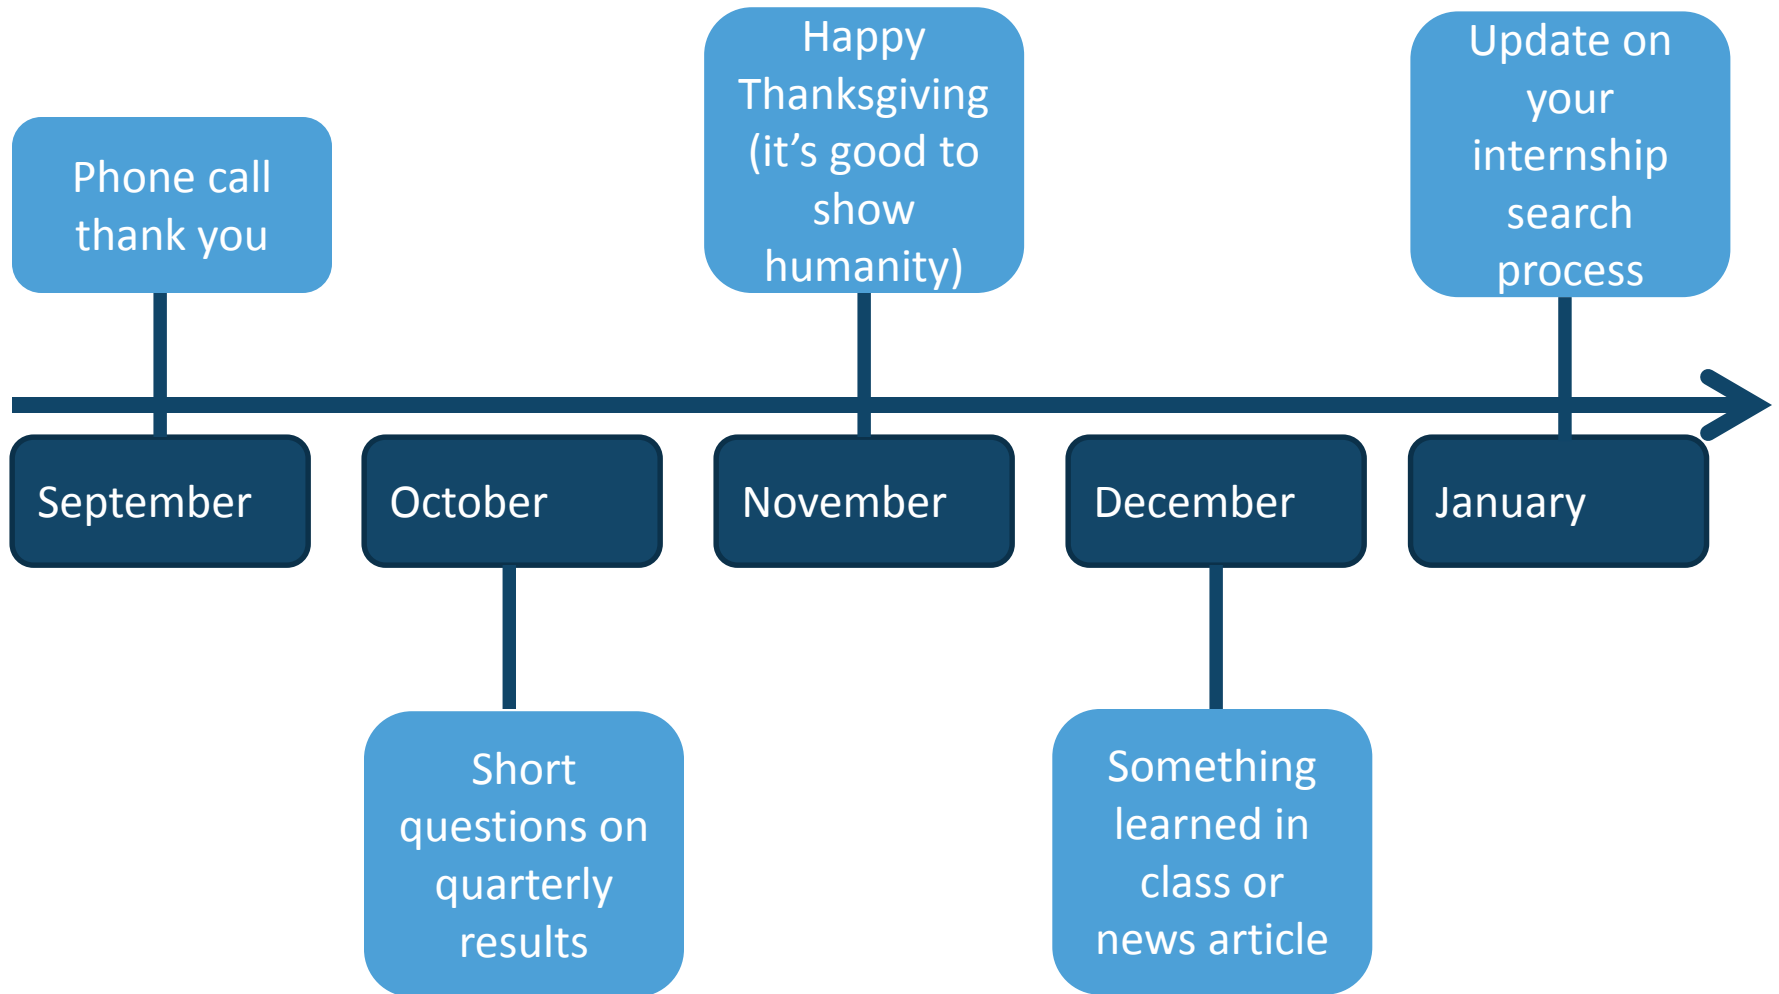 Happy
Thanksgiving
(it’s good to
show
humanity)
Update on
your
internship
search
process
Phone call
thank you
September
October
November
December
January
Short
questions on
quarterly
results
Something
learned in
class or
news article